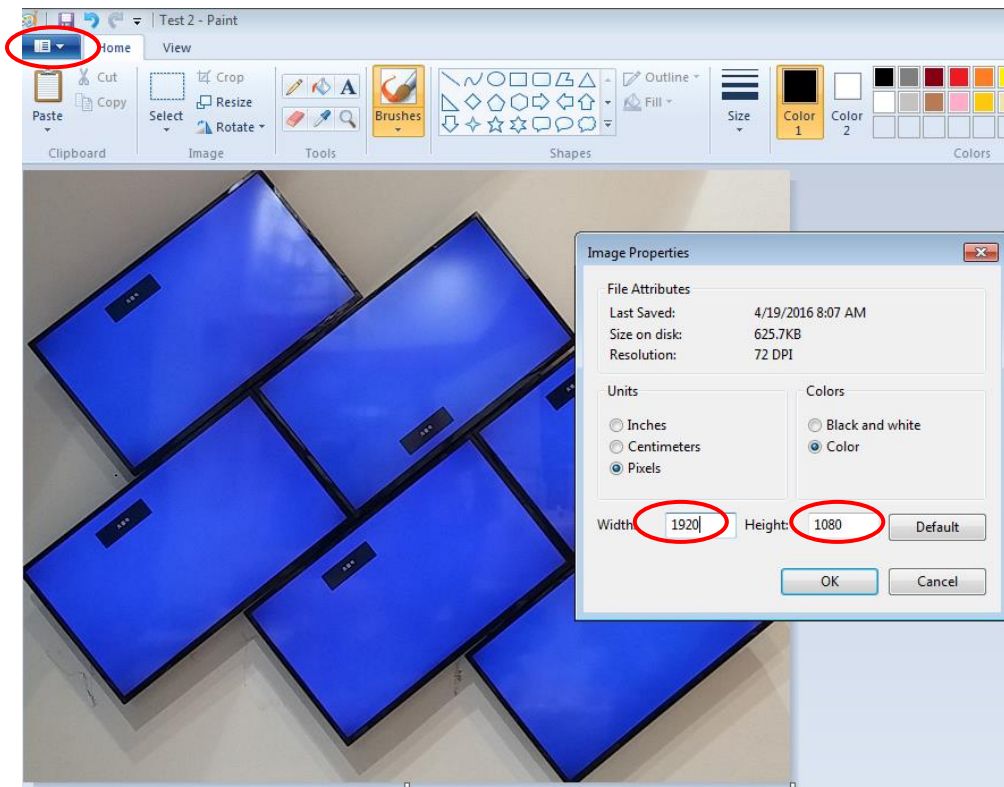 Test 2 - Paint
Home View
Paste
Cut
Copy
Clipboard
Select
Crop
Resize
Rotate
Image
A
Tools
Brushes
Outline
Fill
Shapes
Size
Color 1
Color 2
Colors
Image Properties
File Attributes
Last Saved: 4/19/2016 8:07 AM
Size on disk: 625.7KB
Resolution: 72 DPI
Units Colors
Inches Black and white
Centimeters Color
Pixels
Width: 1920 Height: 1080 Default
OK Cancel